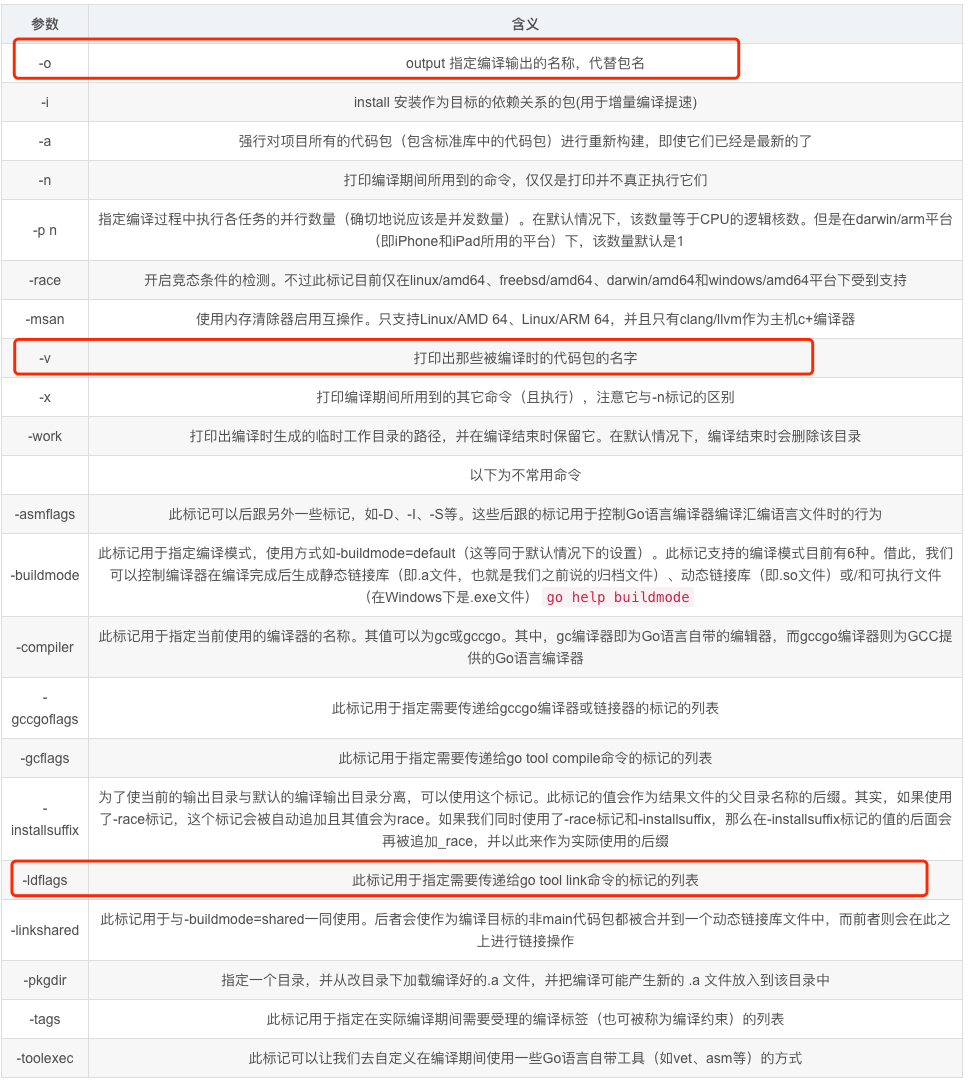 参数 含义
-o output 指定编译输出的名称，代替包名
-i install 安装作为目标的依赖关系的包(用于增量编译提速)
-a 强行对项目所有的代码包（包含标准库中的代码包）进行重新构建，即使它们已经是最新的了
-n 打印编译期间所用到的命令，仅仅是打印并不真正执行它们
-p n 指定编译过程中执行各任务的并行数量（确切地说应该是并发数量）。在默认情况下，该数量等于CPU的逻辑核数。但是在darwin/arm平台
（即iPhone和iPad所用的平台）下，该数量默认是1
-race 开启竞态条件的检测。不过此标记目前仅在linux/amd64、freebsd/amd64、darwin/amd64和windows/amd64平台下受到支持
-msan 使用内存清除器启用互操作。只支持Linux/AMD 64、Linux/ARM 64，并且只有clang/llvm作为主机c+编译器
-v 打印出那些被编译时的代码包的名字
-x 打印编译期间所用到的其它命令（且执行），注意它与-n标记的区别
-work 打印出编译时生成的临时工作目录的路径，并在编译结束时保留它。在默认情况下，编译结束时会删除该目录
以下为不常用命令
-asmflags 此标记可以后跟另外一些标记，如-D、-I、-S等。这些后跟的标记用于控制Go语言编译器编译汇编语言文件时的行为
-buildmode 此标记用于指定编译模式，使用方式如-buildmode=default（这等同于默认情况下的设置）。此标记支持的编译模式目前有6种。借此，我们
可以控制编译器在编译完成后生成静态链接库（即.a文件，也就是我们之前说的归档文件）、动态链接库（即.so文件）或/和可执行文件
（在Windows下是.exe文件） go help buildmode
-compiler 此标记用于指定当前使用的编译器的名称。其值可以为gc或gccgo。其中，gc编译器即为Go语言自带的编辑器，而gccgo编译器则为GCC提
供的Go语言编译器
-
gccgoflags 此标记用于指定需要传递给gccgo编译器或链接器的标记的列表
-gcflags 此标记用于指定需要传递给go tool compile命令的标记的列表
-
installsuffix 为了使当前的输出目录与默认的编译输出目录分离，可以使用这个标记。此标记的值会作为结果文件的父目录名称的后缀。其实，如果使用
了-race标记，这个标记会被自动追加且其值会为race。如果我们同时使用了-race标记和-installsuffix，那么在-installsuffix标记的值的后面会
再被追加_race，并以此来作为实际使用的后缀
-ldflags 此标记用于指定需要传递给go tool link命令的标记的列表
-linkshared 此标记用于与-buildmode=shared一同使用。后者会使作为编译目标的非main代码包都被合并到一个动态链接库文件中，而前者则会在此之
上进行链接操作
-pkgdir 指定一个目录，并从改目录下加载编译好的.a 文件，并把编译可能产生新的 .a 文件放入到该目录中
-tags 此标记用于指定在实际编译期间需要受理的编译标签（也可被称为编译约束）的列表
-toolexec 此标记可以让我们去自定义在编译期间使用一些Go语言自带工具（如vet、asm等）的方式